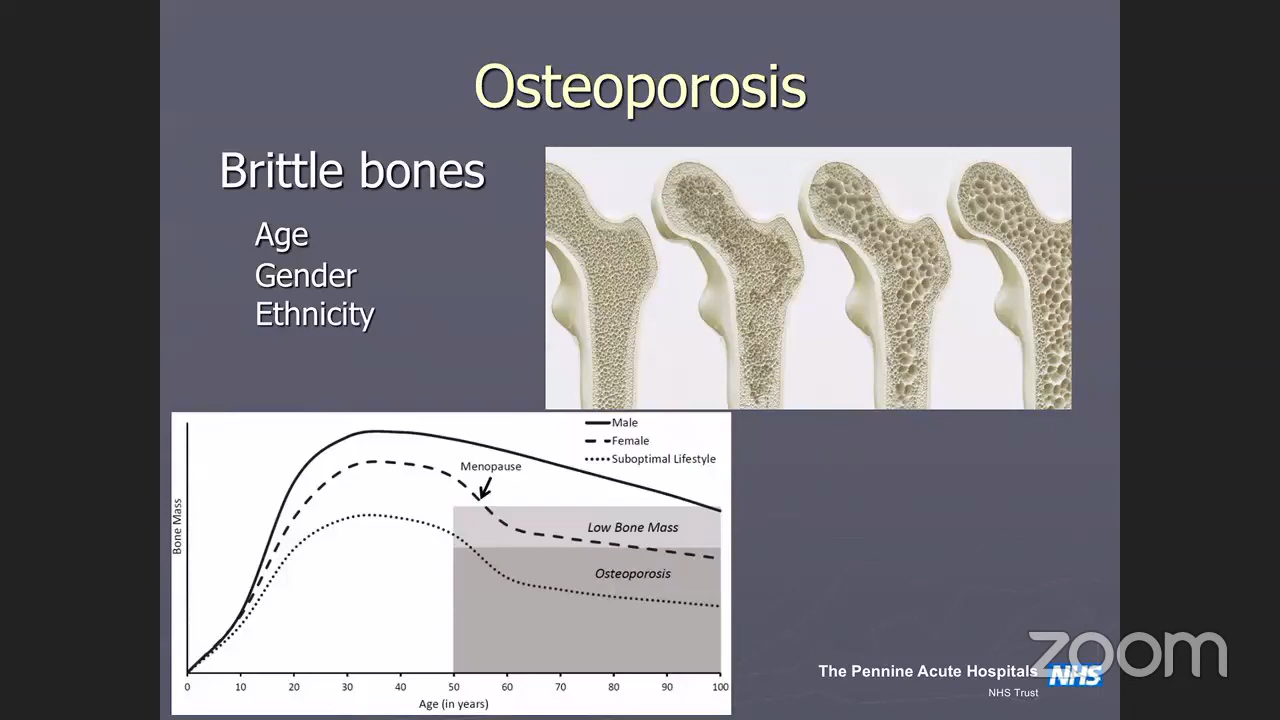 Osteoporosis
Brittle bones
Age
Gender
Ethnicity
Male
Female
Suboptimal Lifestyle
Menopause
Low Bone Mass
Osteoporosis
Bone Mass
0 10 20 30 40 50 60 70 80 90 100
Age (in years)
The Pennine Acute Hospitals NHS
NHS Trust
zoom